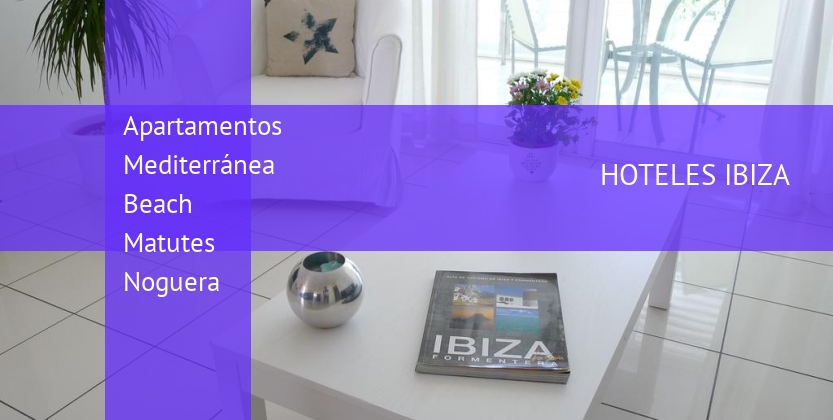 Apartamentos
Mediterránea
Beach
Matutes
Noguera
HOTELES IBIZA
IBIZA
FORMENTERA